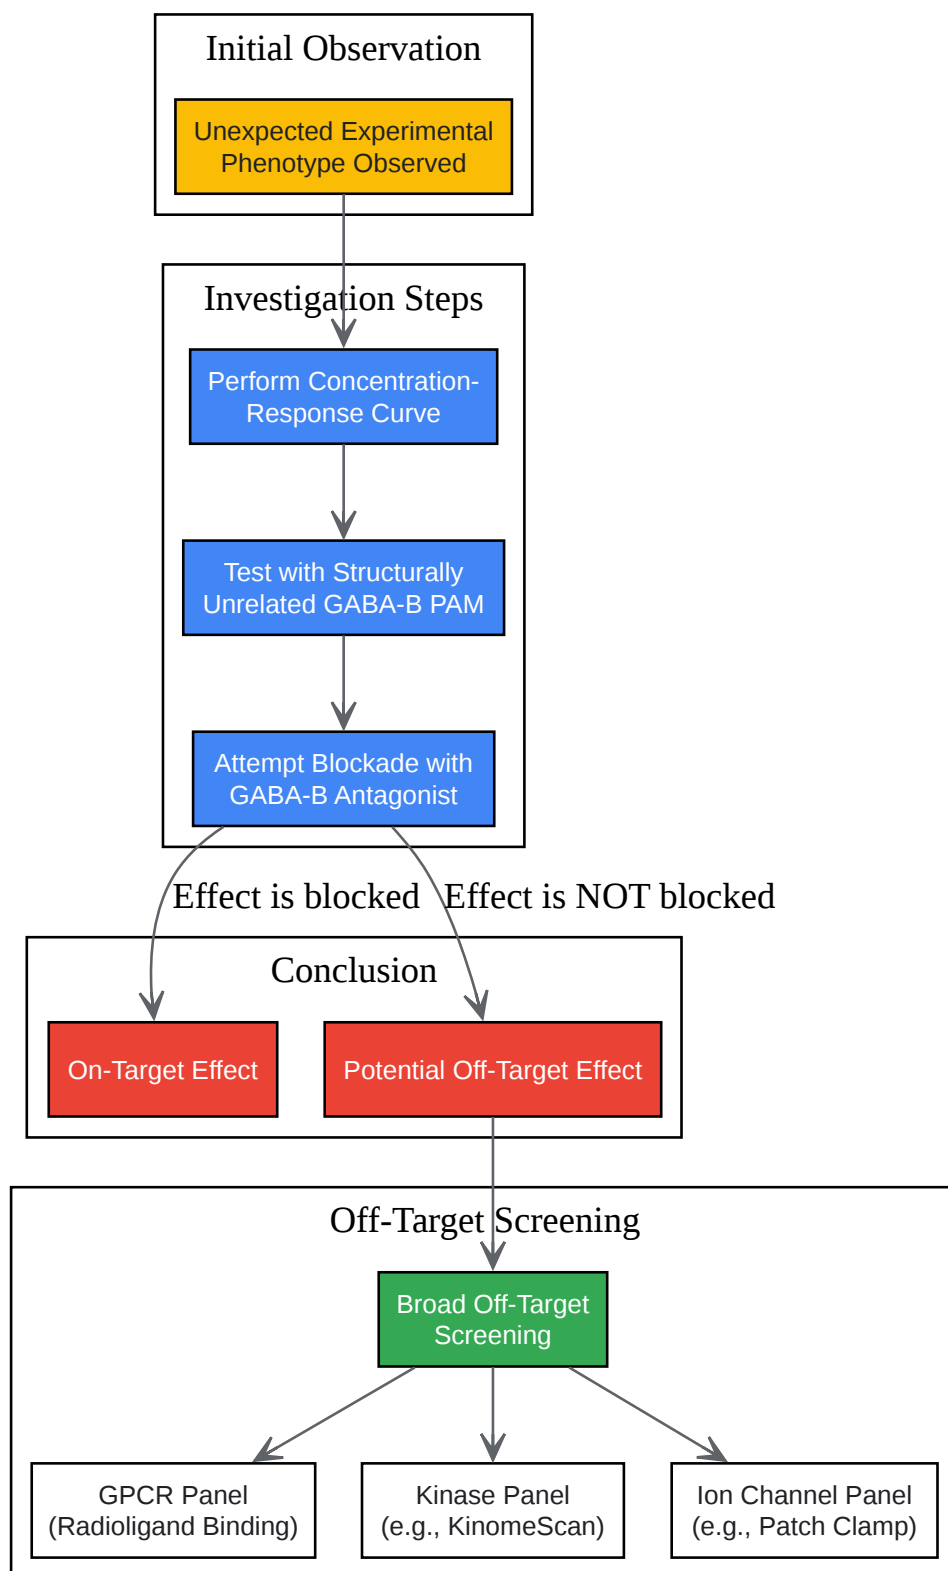 Initial Observation
Unexpected Experimental
Phenotype Observed
Investigation Steps
Perform Concentration-
Response Curve
Test with Structurally
Unrelated GABA-B PAM
Attempt Blockade with
GABA-B Antagonist
Effect is blocked
Effect is NOT blocked
Conclusion
On-Target Effect
Potential Off-Target Effect
Off-Target Screening
Broad Off-Target
Screening
GPCR Panel
(Radioligand Binding)
Kinase Panel
(e.g., KinomeScan)
Ion Channel Panel
(e.g., Patch Clamp)